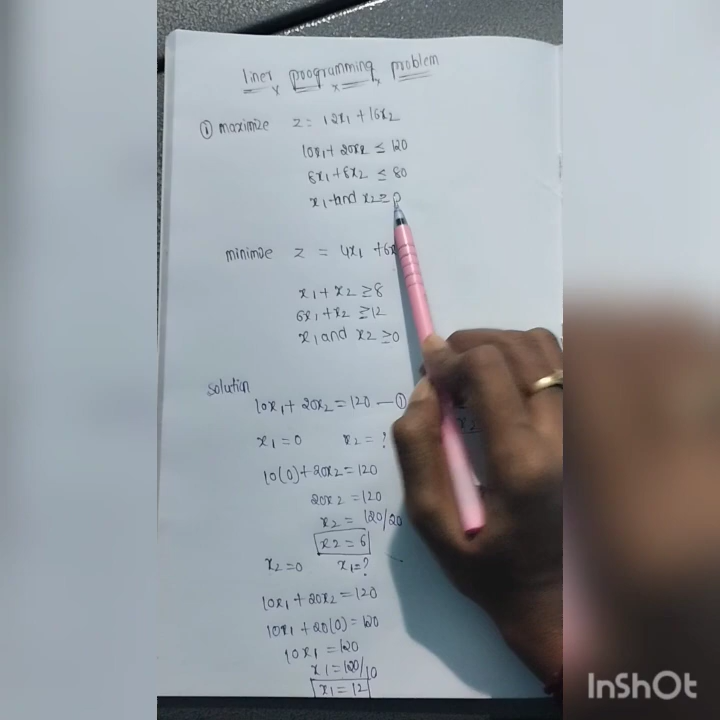 liner programming problem
① maximize z = 12x1 + 16x2
10x1 + 20x2 ≤ 120
8x1 + 8x2 ≤ 80
x1 and x2 ≥ 0
minimize z = 4x1 + 6x
x1 + x2 ≥ 8
6x1 + x2 ≥ 12
x1 and x2 ≥ 0
solution
10x1 + 20x2 = 120 — ①
x1 = 0 x2 = ?
10(0) + 20x2 = 120
20x2 = 120
x2 = 120/20
x2 = 6
x2 = 0 x1 = ?
10x1 + 20x2 = 120
10x1 + 20(0) = 120
10x1 = 120
x1 = 120/10
x1 = 12
InShOt